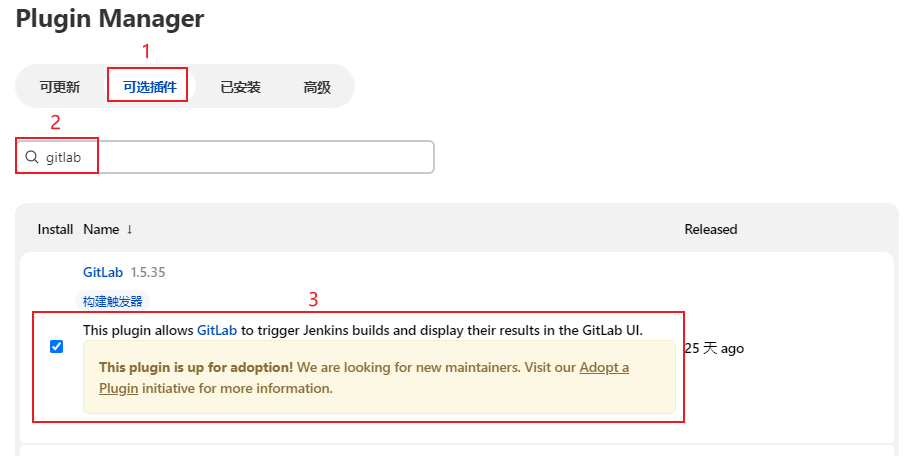 Plugin Manager
1
可更新 可选插件 已安装 高级
2
gitlab
Install Name ↓ Released
GitLab 1.5.35
构建触发器
3
This plugin allows GitLab to trigger Jenkins builds and display their results in the GitLab UI.
25 天 ago
This plugin is up for adoption! We are looking for new maintainers. Visit our Adopt a
Plugin initiative for more information.